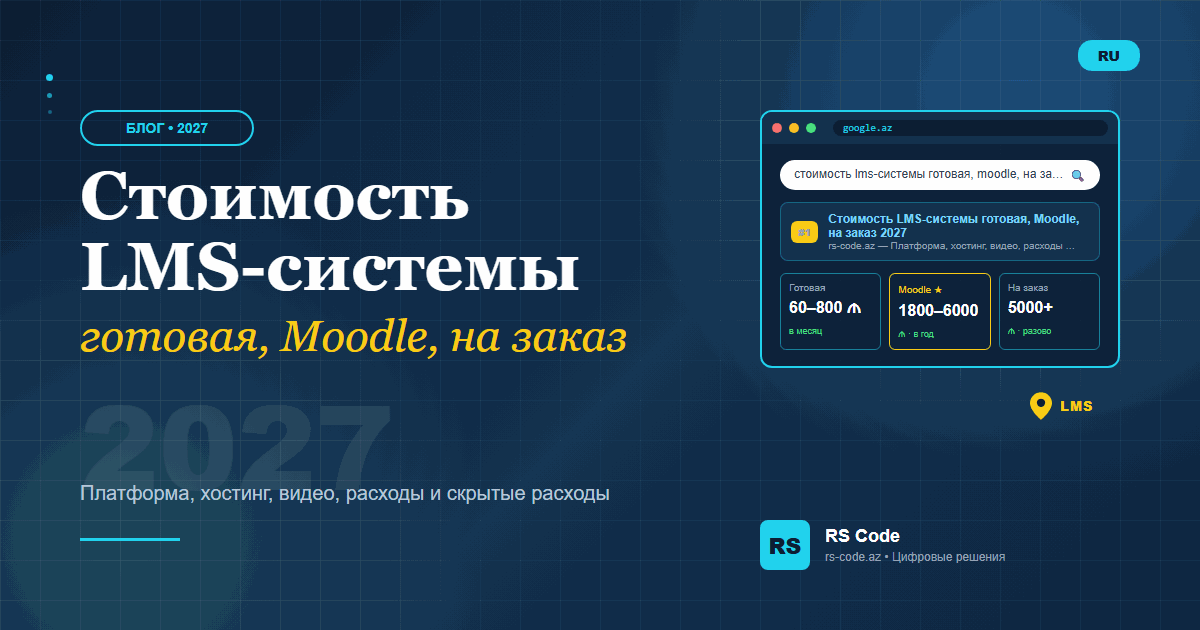 RU
БЛОГ • 2027
Стоимость
LMS-системы
готовая, Moodle, на заказ
2027
Платформа, хостинг, видео, расходы и скрытые расходы
google.az
стоимость lms-системы готовая, moodle, на за...
#1
Стоимость LMS-системы готовая, Moodle,
на заказ 2027
rs-code.az — Платформа, хостинг, видео, расходы ...
Готовая
60–800 ₼
в месяц
Moodle ★
1800–6000
₼ · в год
На заказ
5000+
₼ · разово
LMS
RS
RS Code
rs-code.az • Цифровые решения